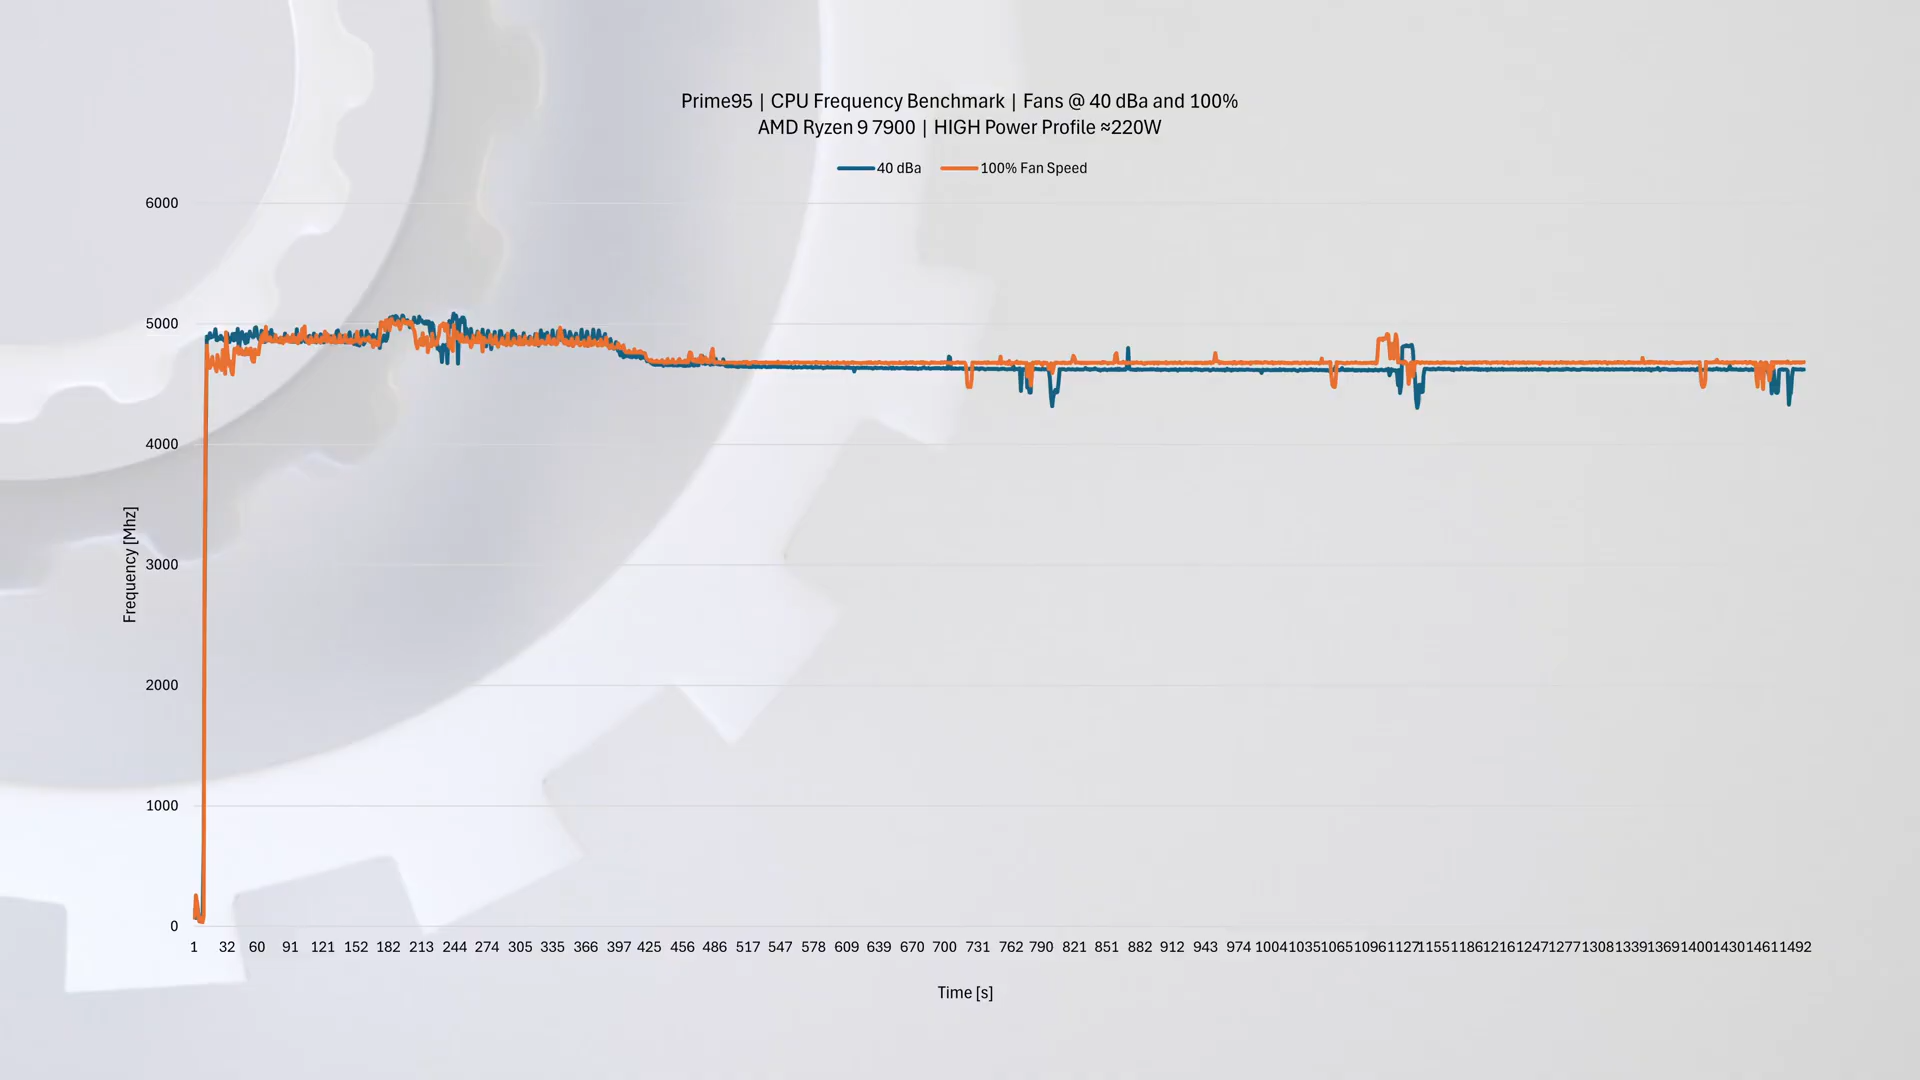 Prime95 | CPU Frequency Benchmark | Fans @ 40 dBa and 100%
AMD Ryzen 9 7900 | HIGH Power Profile ≈220W
40 dBa 100% Fan Speed
6000
5000
4000
3000
2000
1000
0
Frequency [Mhz]
1 32 60 91 121 152 182 213 244 274 305 335 366 397 425 456 486 517 547 578 609 639 670 700 731 762 790 821 851 882 912 943 974 1004 1035 1065 1096 1127 1155 1186 1216 1247 1277 1308 1339 1369 1400 1430 1461 1492
Time [s]